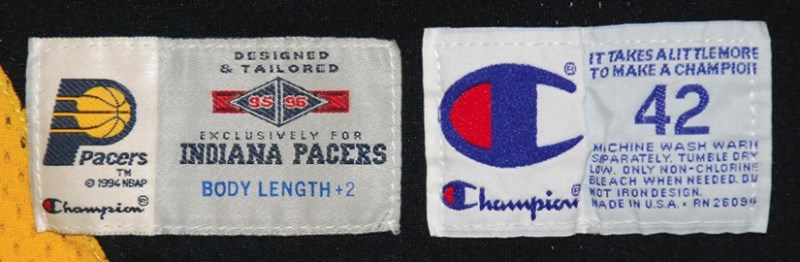 DESIGNED
& TAILORED
95 96
EXCLUSIVELY FOR
INDIANA PACERS
BODY LENGTH +2
Pacers
TM
© 1994 NBAP
Champion®
®
IT TAKES A LITTLE MORE
TO MAKE A CHAMPION
42
MACHINE WASH WARM
SEPARATELY. TUMBLE DRY
LOW. ONLY NON-CHLORINE
BLEACH WHEN NEEDED. DO
NOT IRON DESIGN.
MADE IN U.S.A. • RN 26094
Champion